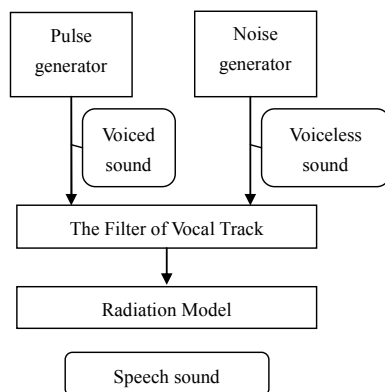 Pulse
generator
Noise
generator
Voiced
sound
Voiceless
sound
The Filter of Vocal Track
Radiation Model
Speech sound